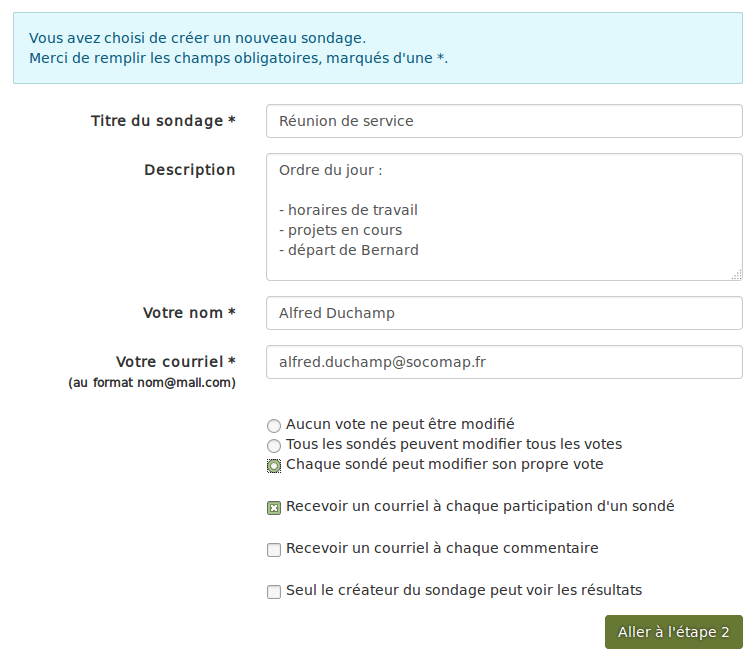 Vous avez choisi de créer un nouveau sondage.
Merci de remplir les champs obligatoires, marqués d'une *.
Titre du sondage *
Réunion de service
Description
Ordre du jour :
- horaires de travail
- projets en cours
- départ de Bernard
Votre nom *
Alfred Duchamp
Votre courriel *
(au format nom@mail.com)
alfred.duchamp@socomap.fr
Aucun vote ne peut être modifié
Tous les sondés peuvent modifier tous les votes
Chaque sondé peut modifier son propre vote
Recevoir un courriel à chaque participation d'un sondé
Recevoir un courriel à chaque commentaire
Seul le créateur du sondage peut voir les résultats
Aller à l'étape 2